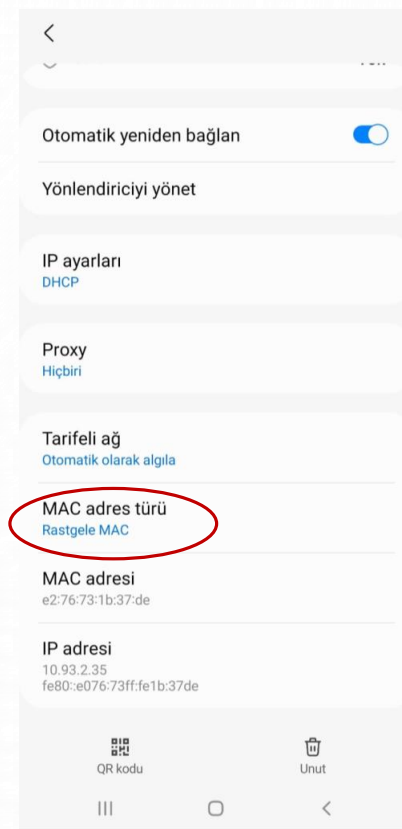 Otomatik yeniden bağlan
Yönlendiriciyi yönet
IP ayarları
DHCP
Proxy
Hiçbiri
Tarifeli ağ
Otomatik olarak algıla
MAC adres türü
Rastgele MAC
MAC adresi
e2:76:73:1b:37:de
IP adresi
10.93.2.35
fe80::e076:73ff:fe1b:37de
QR kodu
Unut